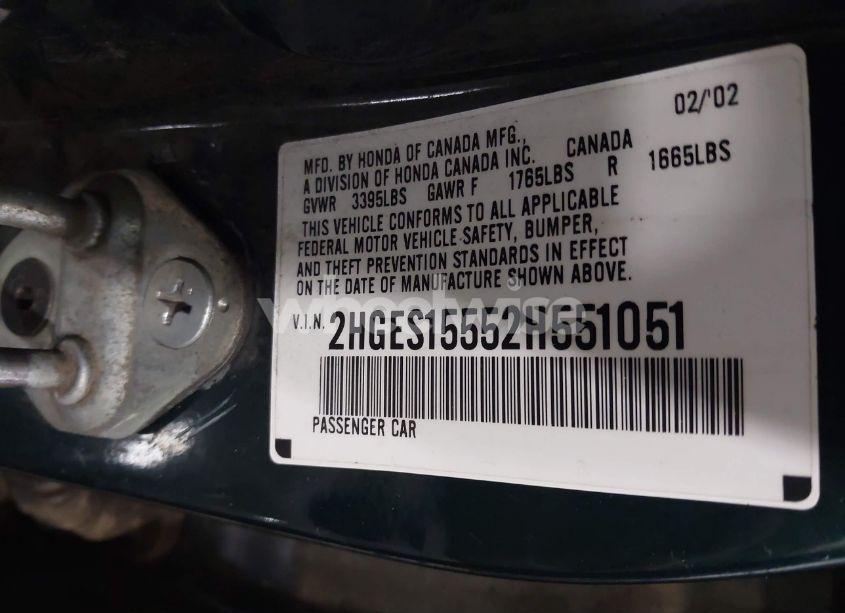 02/'02
MFD. BY HONDA OF CANADA MFG.,
A DIVISION OF HONDA CANADA INC. CANADA
GVWR 3395LBS GAWR F 1765LBS R 1665LBS
THIS VEHICLE CONFORMS TO ALL APPLICABLE
FEDERAL MOTOR VEHICLE SAFETY, BUMPER,
AND THEFT PREVENTION STANDARDS IN EFFECT
ON THE DATE OF MANUFACTURE SHOWN ABOVE.
wheelwise
V.I.N. 2HGES15552H551051
PASSENGER CAR